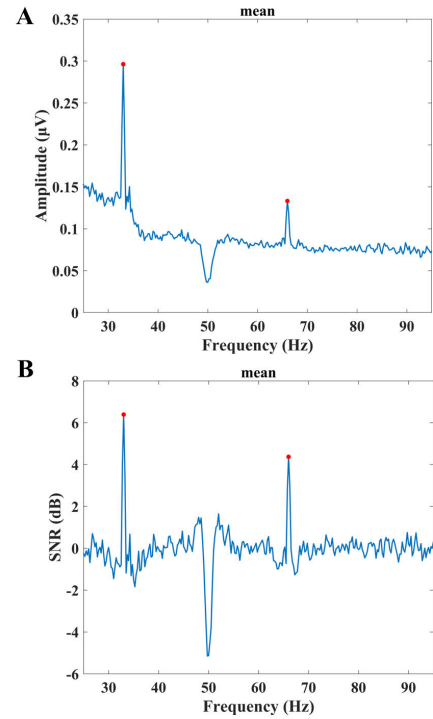 A
mean
0.35
0.3
0.25
0.2
0.15
0.1
0.05
0
Amplitude (μV)
30 40 50 60 70 80 90
Frequency (Hz)
B
mean
8
6
4
2
0
-2
-4
-6
SNR (dB)
30 40 50 60 70 80 90
Frequency (Hz)